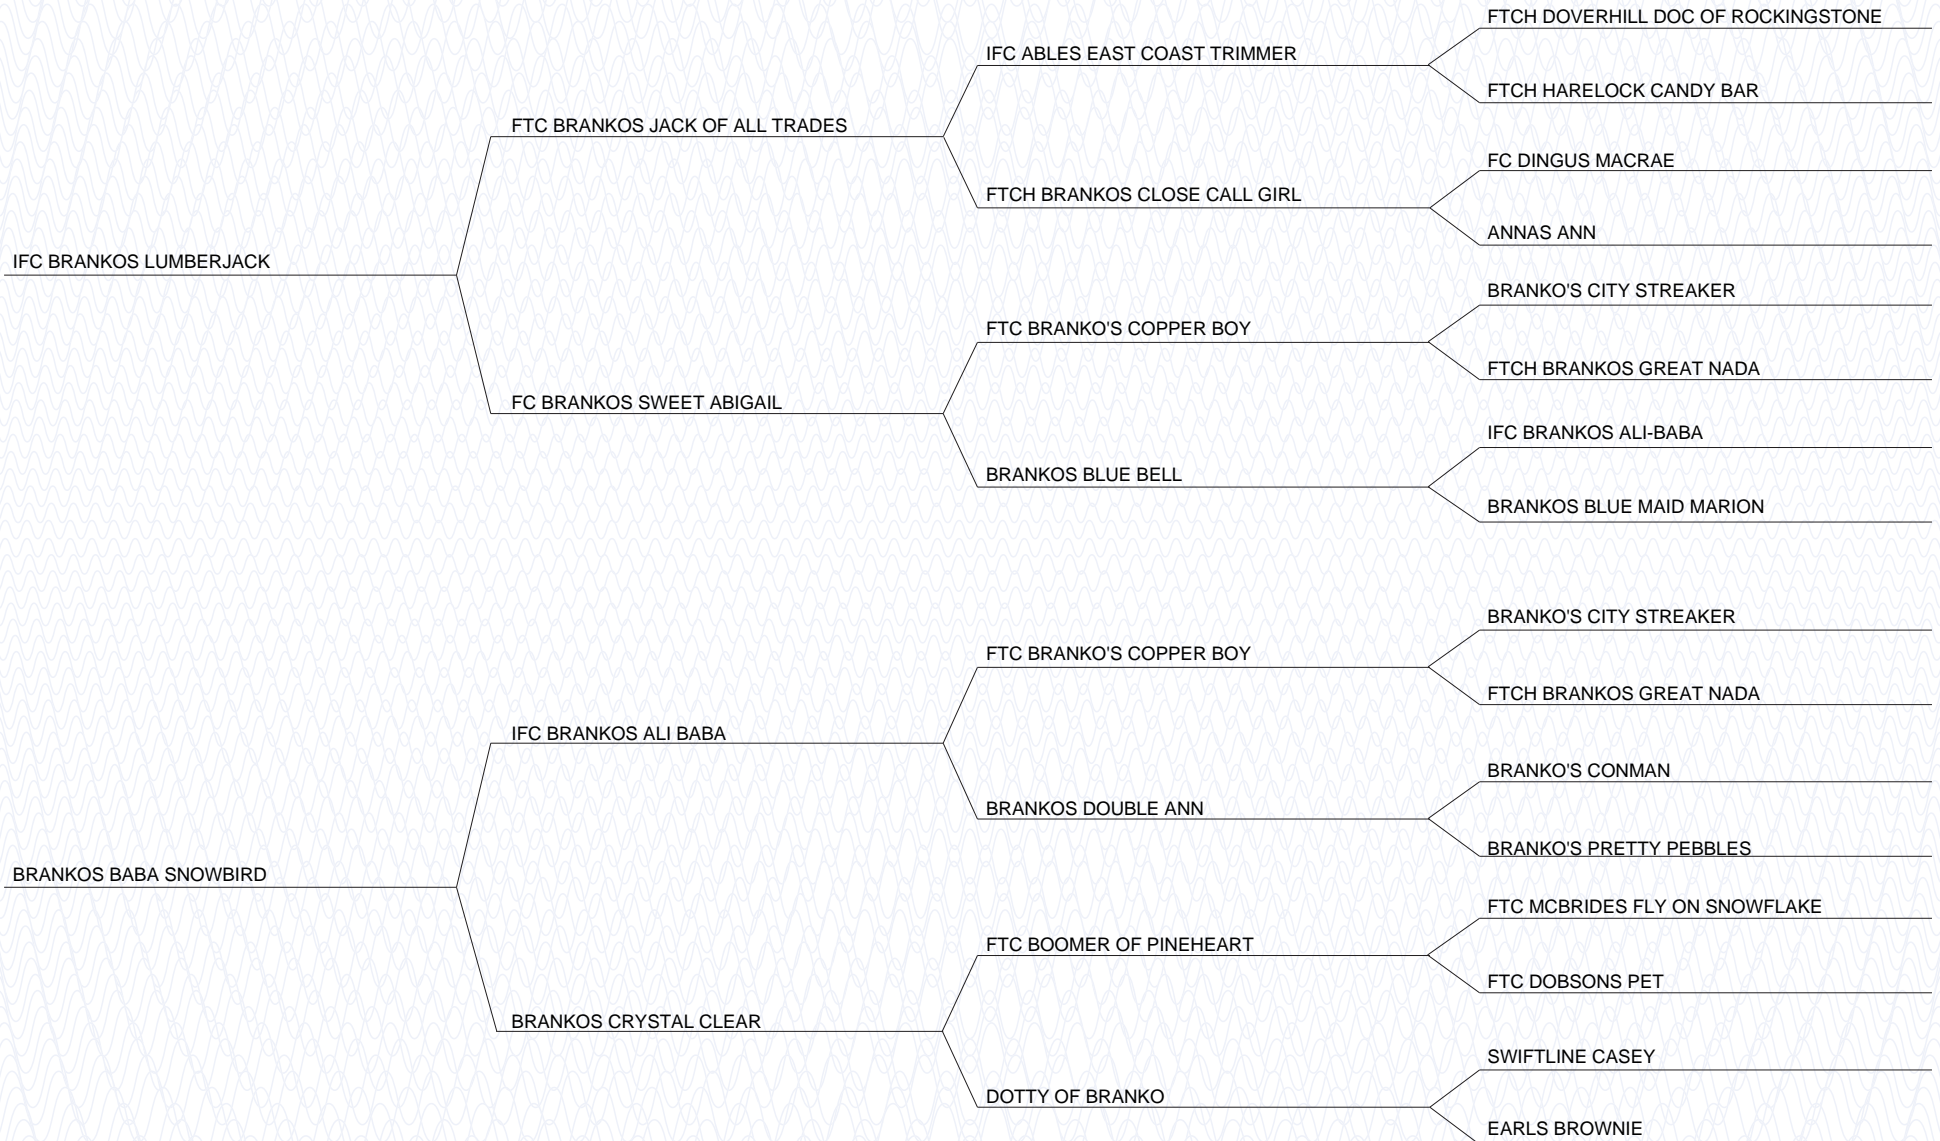 FTCH DOVERHILL DOC OF ROCKINGSTONE
IFC ABLES EAST COAST TRIMMER
FTCH HARELOCK CANDY BAR
FTC BRANKOS JACK OF ALL TRADES
FC DINGUS MACRAE
FTCH BRANKOS CLOSE CALL GIRL
ANNAS ANN
IFC BRANKOS LUMBERJACK
BRANKO'S CITY STREAKER
FTC BRANKO'S COPPER BOY
FTCH BRANKOS GREAT NADA
FC BRANKOS SWEET ABIGAIL
IFC BRANKOS ALI-BABA
BRANKOS BLUE BELL
BRANKOS BLUE MAID MARION
BRANKO'S CITY STREAKER
FTC BRANKO'S COPPER BOY
FTCH BRANKOS GREAT NADA
IFC BRANKOS ALI BABA
BRANKO'S CONMAN
BRANKOS DOUBLE ANN
BRANKO'S PRETTY PEBBLES
BRANKOS BABA SNOWBIRD
FTC MCBRIDES FLY ON SNOWFLAKE
FTC BOOMER OF PINEHEART
FTC DOBSONS PET
BRANKOS CRYSTAL CLEAR
SWIFTLINE CASEY
DOTTY OF BRANKO
EARLS BROWNIE